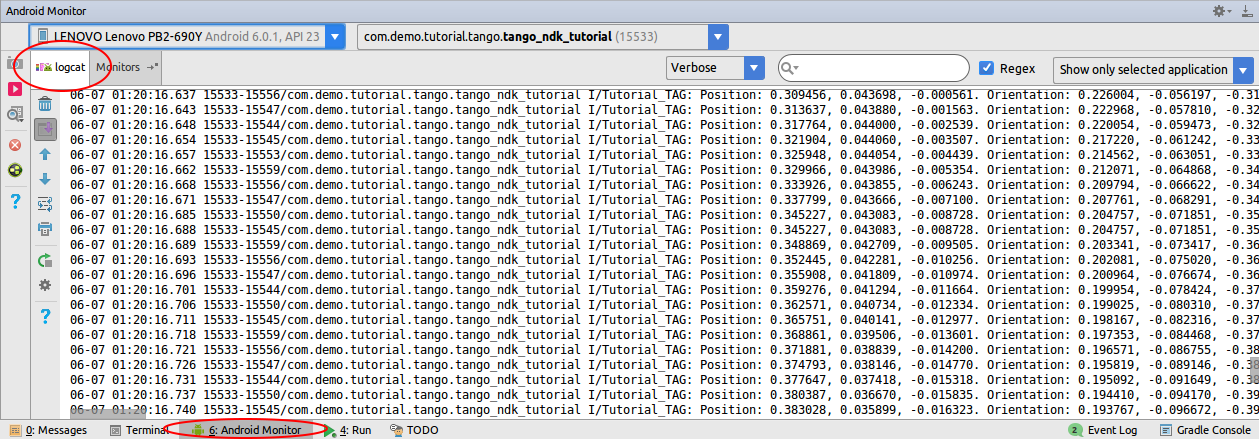 Android Monitor
LENOVO Lenovo PB2-690Y Android 6.0.1, API 23 com.demo.tutorial.tango.tango_ndk_tutorial (15533)
logcat Monitors Verbose Regex Show only selected application
06-07 01:20:16.637 15533-15556/com.demo.tutorial.tango.tango_ndk_tutorial I/Tutorial_TAG: Position: 0.309456, 0.043698, -0.000561. Orientation: 0.226004, -0.056197, -0.31
06-07 01:20:16.643 15533-15547/com.demo.tutorial.tango.tango_ndk_tutorial I/Tutorial_TAG: Position: 0.313637, 0.043880, -0.001563. Orientation: 0.222968, -0.057810, -0.32
06-07 01:20:16.648 15533-15544/com.demo.tutorial.tango.tango_ndk_tutorial I/Tutorial_TAG: Position: 0.317764, 0.044000, -0.002539. Orientation: 0.220054, -0.059473, -0.32
06-07 01:20:16.654 15533-15545/com.demo.tutorial.tango.tango_ndk_tutorial I/Tutorial_TAG: Position: 0.321904, 0.044060, -0.003507. Orientation: 0.217220, -0.061242, -0.33
06-07 01:20:16.657 15533-15553/com.demo.tutorial.tango.tango_ndk_tutorial I/Tutorial_TAG: Position: 0.325948, 0.044054, -0.004439. Orientation: 0.214562, -0.063051, -0.33
06-07 01:20:16.662 15533-15559/com.demo.tutorial.tango.tango_ndk_tutorial I/Tutorial_TAG: Position: 0.329966, 0.043986, -0.005354. Orientation: 0.212071, -0.064868, -0.34
06-07 01:20:16.668 15533-15556/com.demo.tutorial.tango.tango_ndk_tutorial I/Tutorial_TAG: Position: 0.333926, 0.043855, -0.006243. Orientation: 0.209794, -0.066622, -0.34
06-07 01:20:16.671 15533-15547/com.demo.tutorial.tango.tango_ndk_tutorial I/Tutorial_TAG: Position: 0.337799, 0.043666, -0.007100. Orientation: 0.207761, -0.068291, -0.34
06-07 01:20:16.685 15533-15550/com.demo.tutorial.tango.tango_ndk_tutorial I/Tutorial_TAG: Position: 0.345227, 0.043083, -0.008728. Orientation: 0.204757, -0.071851, -0.35
06-07 01:20:16.688 15533-15545/com.demo.tutorial.tango.tango_ndk_tutorial I/Tutorial_TAG: Position: 0.345227, 0.043083, -0.008728. Orientation: 0.204757, -0.071851, -0.35
06-07 01:20:16.689 15533-15559/com.demo.tutorial.tango.tango_ndk_tutorial I/Tutorial_TAG: Position: 0.348869, 0.042709, -0.009505. Orientation: 0.203341, -0.073417, -0.36
06-07 01:20:16.693 15533-15556/com.demo.tutorial.tango.tango_ndk_tutorial I/Tutorial_TAG: Position: 0.352445, 0.042281, -0.010256. Orientation: 0.202081, -0.075020, -0.36
06-07 01:20:16.696 15533-15547/com.demo.tutorial.tango.tango_ndk_tutorial I/Tutorial_TAG: Position: 0.355908, 0.041809, -0.010974. Orientation: 0.200964, -0.076674, -0.36
06-07 01:20:16.701 15533-15544/com.demo.tutorial.tango.tango_ndk_tutorial I/Tutorial_TAG: Position: 0.359276, 0.041294, -0.011664. Orientation: 0.199954, -0.078424, -0.37
06-07 01:20:16.706 15533-15550/com.demo.tutorial.tango.tango_ndk_tutorial I/Tutorial_TAG: Position: 0.362571, 0.040734, -0.012334. Orientation: 0.199025, -0.080310, -0.37
06-07 01:20:16.711 15533-15545/com.demo.tutorial.tango.tango_ndk_tutorial I/Tutorial_TAG: Position: 0.365751, 0.040141, -0.012977. Orientation: 0.198167, -0.082316, -0.37
06-07 01:20:16.718 15533-15559/com.demo.tutorial.tango.tango_ndk_tutorial I/Tutorial_TAG: Position: 0.368861, 0.039506, -0.013601. Orientation: 0.197353, -0.084468, -0.37
06-07 01:20:16.721 15533-15556/com.demo.tutorial.tango.tango_ndk_tutorial I/Tutorial_TAG: Position: 0.371881, 0.038839, -0.014200. Orientation: 0.196571, -0.086755, -0.38
06-07 01:20:16.726 15533-15547/com.demo.tutorial.tango.tango_ndk_tutorial I/Tutorial_TAG: Position: 0.374793, 0.038146, -0.014770. Orientation: 0.195819, -0.089146, -0.38
06-07 01:20:16.731 15533-15544/com.demo.tutorial.tango.tango_ndk_tutorial I/Tutorial_TAG: Position: 0.377647, 0.037418, -0.015318. Orientation: 0.195092, -0.091649, -0.38
06-07 01:20:16.737 15533-15550/com.demo.tutorial.tango.tango_ndk_tutorial I/Tutorial_TAG: Position: 0.380387, 0.036670, -0.015835. Orientation: 0.194410, -0.094170, -0.39
06-07 01:20:16.740 15533-15545/com.demo.tutorial.tango.tango_ndk_tutorial I/Tutorial_TAG: Position: 0.383028, 0.035899, -0.016323. Orientation: 0.193767, -0.096672, -0.39
0: Messages Terminal 6: Android Monitor 4: Run TODO 2 Event Log Gradle Console